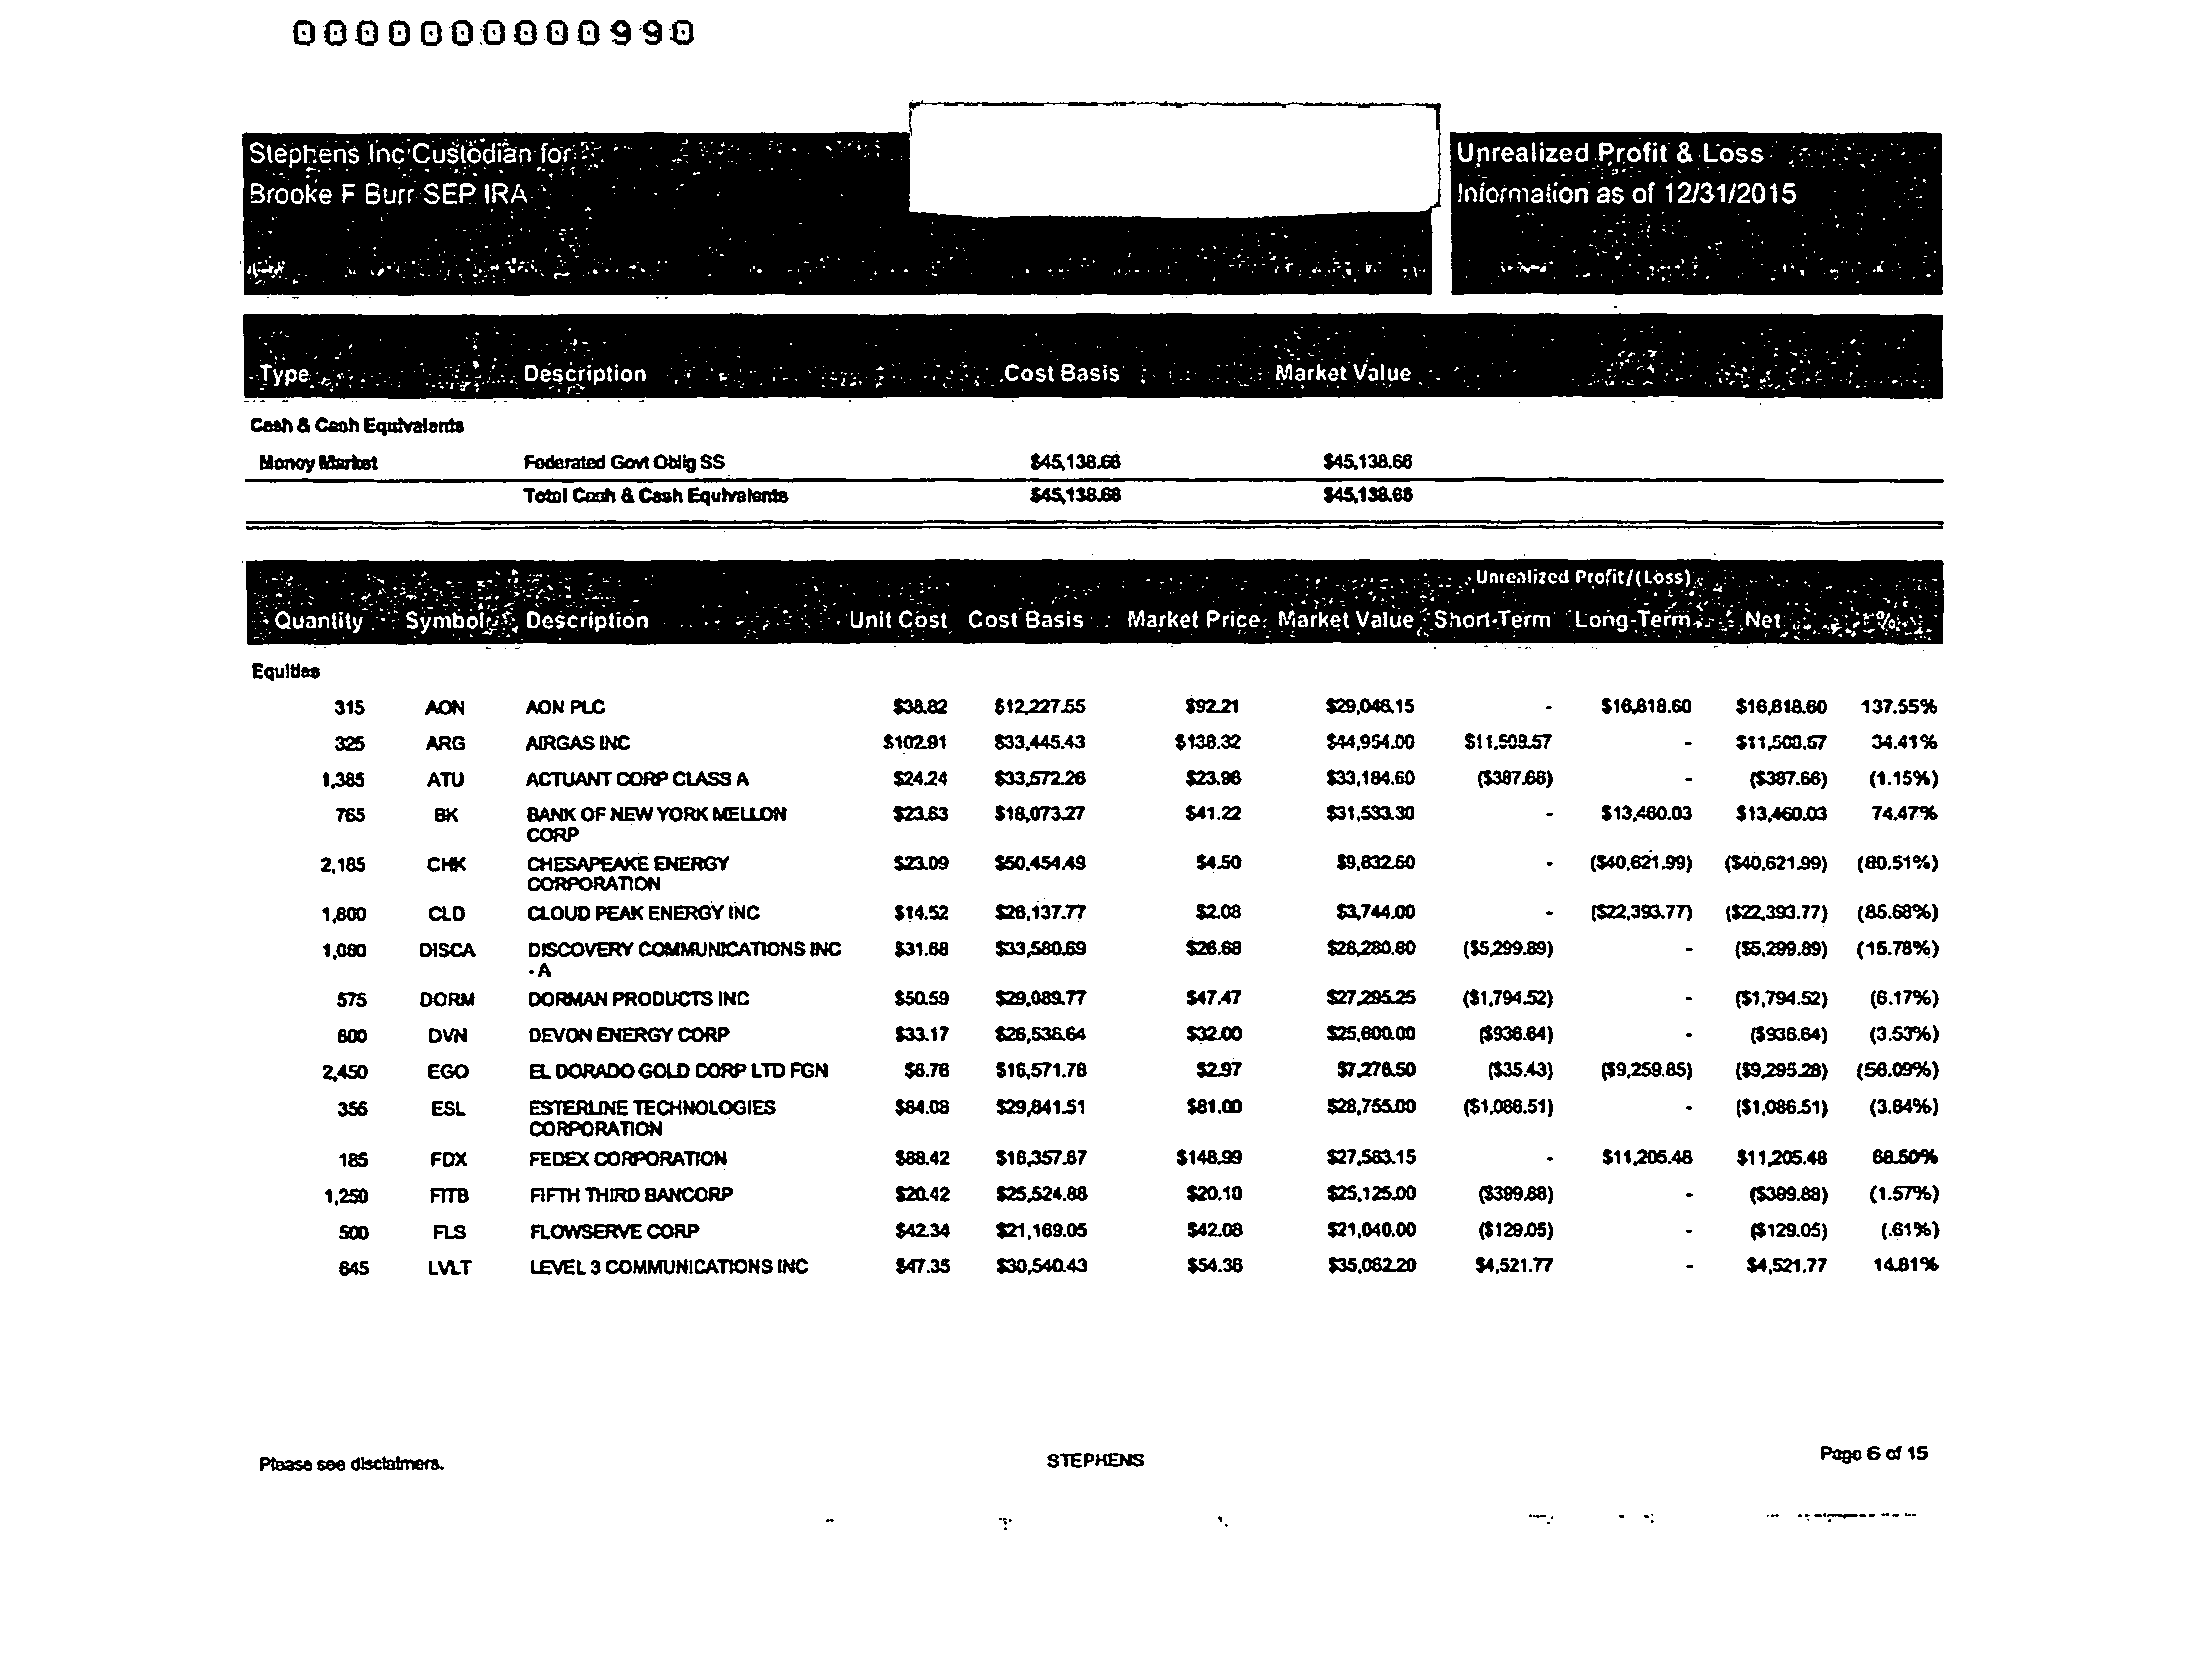 0000000000990
Stephens Inc Custodian for
Brooke F Burr SEP IRA
Unrealized Profit & Loss
Information as of 12/31/2015
Type Description Cost Basis Market Value
Cash & Cash Equivalents
Money Market Federated Govt Oblig SS $45,138.68 $45,138.68
Total Cash & Cash Equivalents $45,138.68 $45,138.68
Unrealized Profit/(Loss)
Quantity Symbol Description Unit Cost Cost Basis Market Price Market Value Short-Term Long-Term Net %
Equities
315 AON AON PLC $38.82 $12,227.55 $92.21 $29,046.15 - $16,818.60 $16,818.60 137.55%
325 ARG AIRGAS INC $102.91 $33,445.43 $138.32 $44,954.00 $11,508.57 - $11,508.57 34.41%
1,385 ATU ACTUANT CORP CLASS A $24.24 $33,572.26 $23.96 $33,184.60 ($387.66) - ($387.66) (1.15%)
765 BK BANK OF NEW YORK MELLON $23.63 $18,073.27 $41.22 $31,533.30 - $13,460.03 $13,460.03 74.47%
CORP
2,185 CHK CHESAPEAKE ENERGY $23.09 $50,454.49 $4.50 $9,832.50 - ($40,621.99) ($40,621.99) (80.51%)
CORPORATION
1,800 CLD CLOUD PEAK ENERGY INC $14.52 $26,137.77 $2.08 $3,744.00 - ($22,393.77) ($22,393.77) (85.68%)
1,060 DISCA DISCOVERY COMMUNICATIONS INC $31.68 $33,580.69 $26.68 $28,280.80 ($5,299.89) - ($5,299.89) (15.78%)
- A
575 DORM DORMAN PRODUCTS INC $50.59 $29,089.77 $47.47 $27,295.25 ($1,794.52) - ($1,794.52) (6.17%)
800 DVN DEVON ENERGY CORP $33.17 $26,536.64 $32.00 $25,600.00 ($936.64) - ($936.64) (3.53%)
2,450 EGO EL DORADO GOLD CORP LTD FGN $6.76 $16,571.78 $2.97 $7,276.50 ($35.43) ($9,259.85) ($9,295.28) (56.09%)
355 ESL ESTERLINE TECHNOLOGIES $84.06 $29,841.51 $81.00 $28,755.00 ($1,086.51) - ($1,086.51) (3.64%)
CORPORATION
185 FDX FEDEX CORPORATION $88.42 $16,357.67 $148.99 $27,563.15 - $11,205.48 $11,205.48 68.50%
1,250 FITB FIFTH THIRD BANCORP $20.42 $25,524.88 $20.10 $25,125.00 ($399.88) - ($399.88) (1.57%)
500 FLS FLOWSERVE CORP $42.34 $21,169.05 $42.08 $21,040.00 ($129.05) - ($129.05) (.61%)
645 LVLT LEVEL 3 COMMUNICATIONS INC $47.35 $30,540.43 $54.36 $35,062.20 $4,521.77 - $4,521.77 14.81%
Please see disclaimers.
STEPHENS
Page 6 of 15